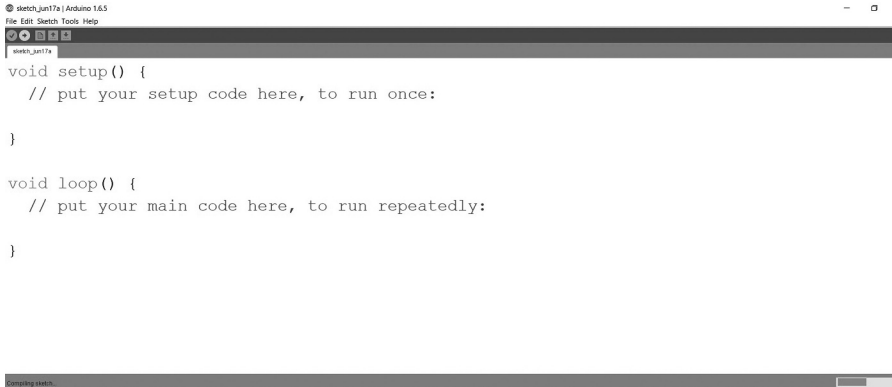 sketch_jun17a | Arduino 1.6.5
File Edit Sketch Tools Help
sketch_jun17a
void setup() {
// put your setup code here, to run once:
}
void loop() {
// put your main code here, to run repeatedly:
}
Compiling sketch...